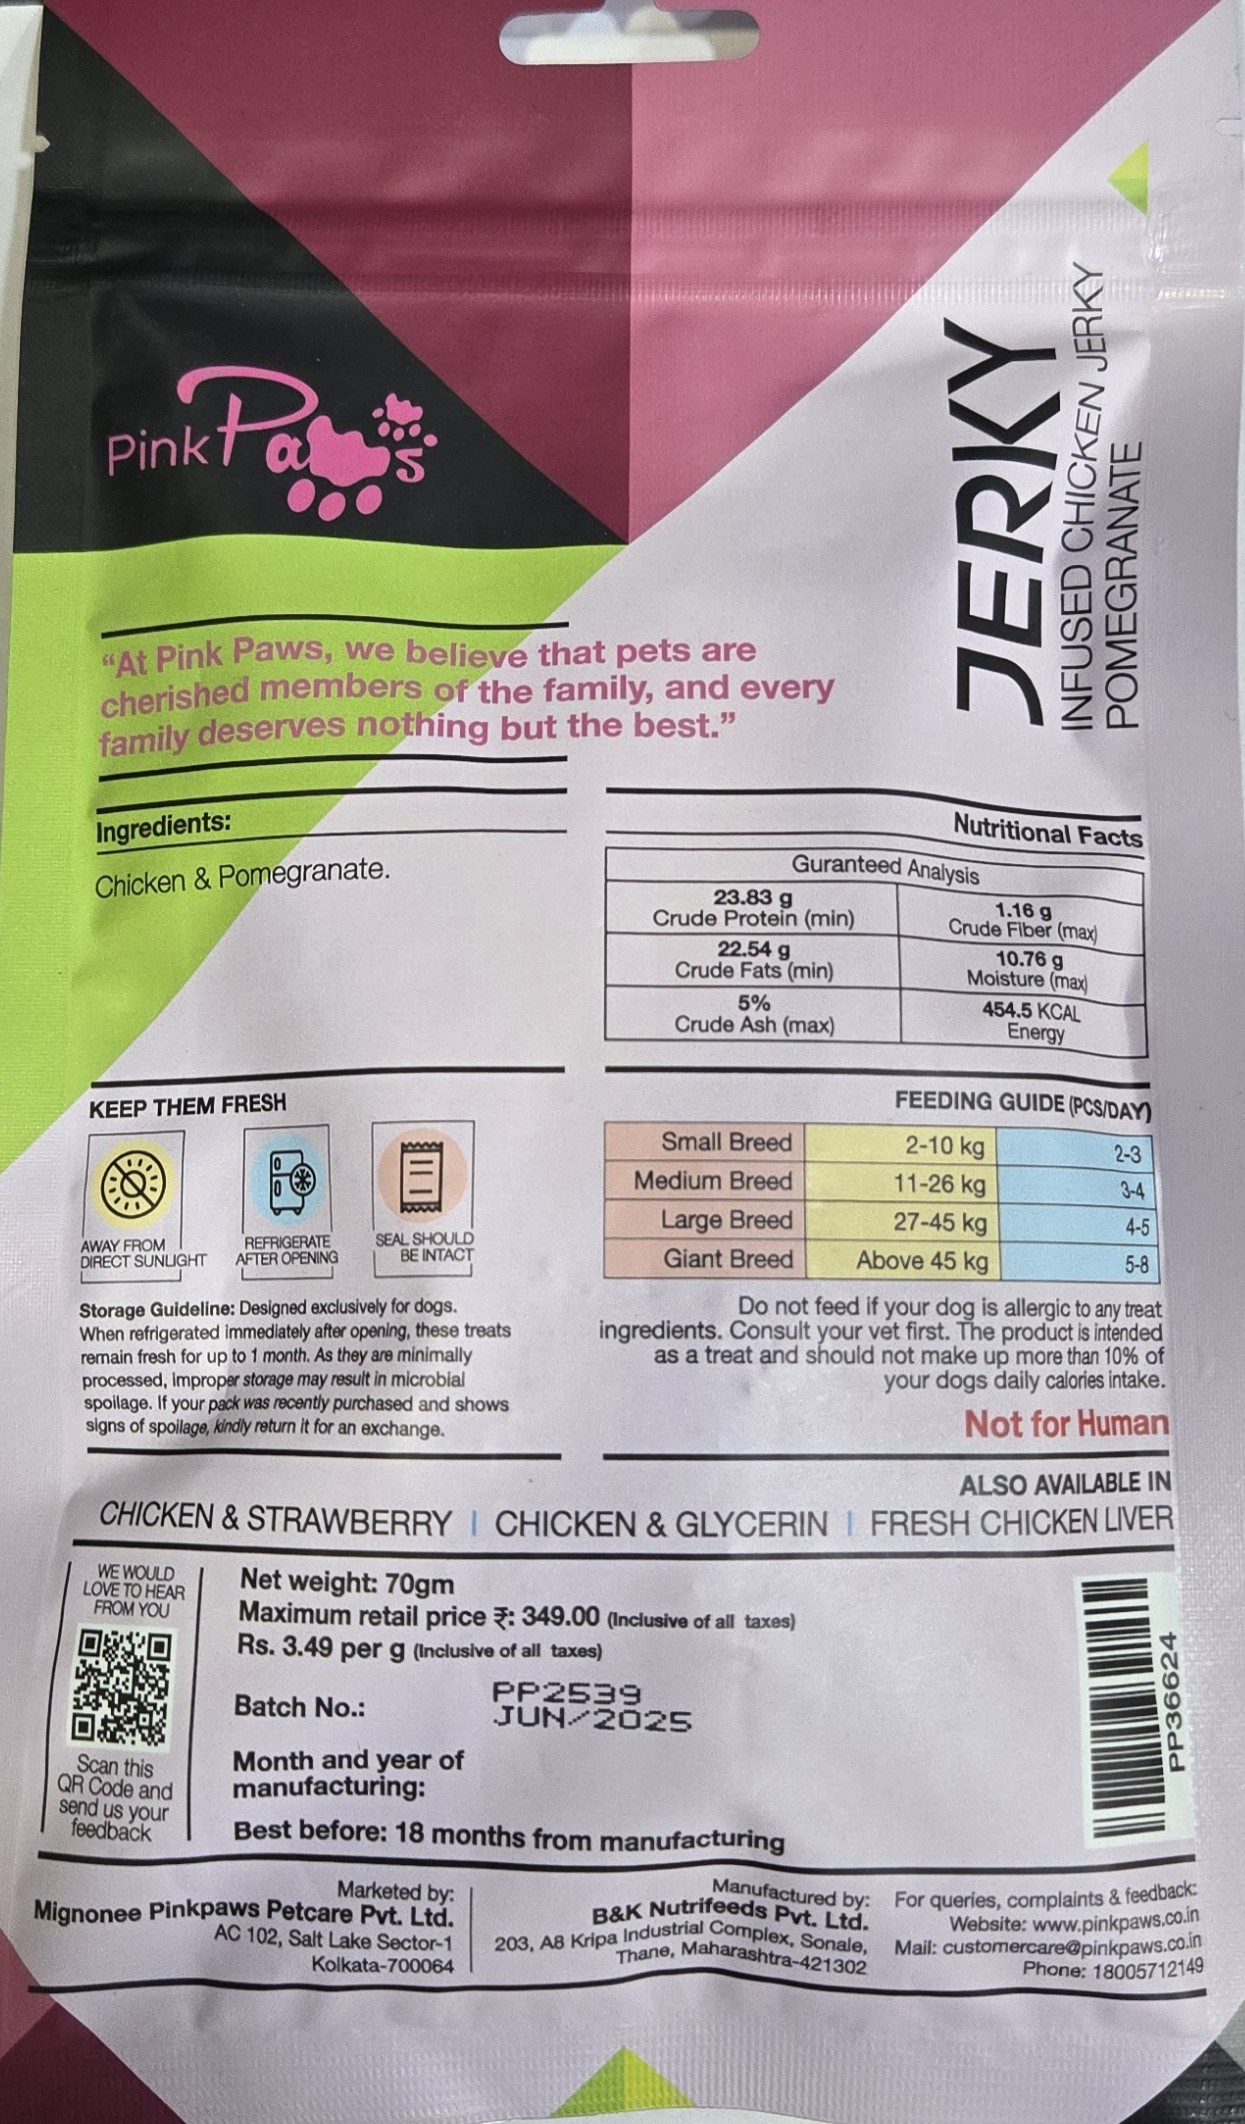 Pink Paws
JERKY
INFUSED CHICKEN JERKY
POMEGRANATE
“At Pink Paws, we believe that pets are
cherished members of the family, and every
family deserves nothing but the best.”
Ingredients:
Chicken & Pomegranate.
Nutritional Facts
Guranteed Analysis
23.83 g
Crude Protein (min)
1.16 g
Crude Fiber (max)
22.54 g
Crude Fats (min)
10.76 g
Moisture (max)
5%
Crude Ash (max)
454.5 KCAL
Energy
KEEP THEM FRESH
AWAY FROM
DIRECT SUNLIGHT
REFRIGERATE
AFTER OPENING
SEAL SHOULD
BE INTACT
Storage Guideline: Designed exclusively for dogs.
When refrigerated immediately after opening, these treats
remain fresh for up to 1 month. As they are minimally
processed, improper storage may result in microbial
spoilage. If your pack was recently purchased and shows
signs of spoilage, kindly return it for an exchange.
FEEDING GUIDE (PCS/DAY)
Small Breed 2-10 kg 2-3
Medium Breed 11-26 kg 3-4
Large Breed 27-45 kg 4-5
Giant Breed Above 45 kg 5-8
Do not feed if your dog is allergic to any treat
ingredients. Consult your vet first. The product is intended
as a treat and should not make up more than 10% of
your dogs daily calories intake.
Not for Human
ALSO AVAILABLE IN
CHICKEN & STRAWBERRY | CHICKEN & GLYCERIN | FRESH CHICKEN LIVER
WE WOULD
LOVE TO HEAR
FROM YOU
Scan this
QR Code and
send us your
feedback
Net weight: 70gm
Maximum retail price ₹: 349.00 (Inclusive of all taxes)
Rs. 3.49 per g (Inclusive of all taxes)
Batch No.: PP2539
JUN/2025
Month and year of
manufacturing:
Best before: 18 months from manufacturing
PP36624
Marketed by:
Mignonee Pinkpaws Petcare Pvt. Ltd.
AC 102, Salt Lake Sector-1
Kolkata-700064
Manufactured by:
B&K Nutrifeeds Pvt. Ltd.
203, A8 Kripa Industrial Complex, Sonale,
Thane, Maharashtra-421302
For queries, complaints & feedback:
Website: www.pinkpaws.co.in
Mail: customercare@pinkpaws.co.in
Phone: 18005712149